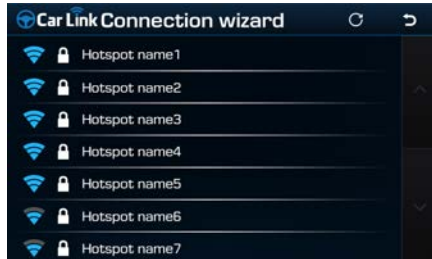 Car Link Connection wizard
Hotspot name1
Hotspot name2
Hotspot name3
Hotspot name4
Hotspot name5
Hotspot name6
Hotspot name7